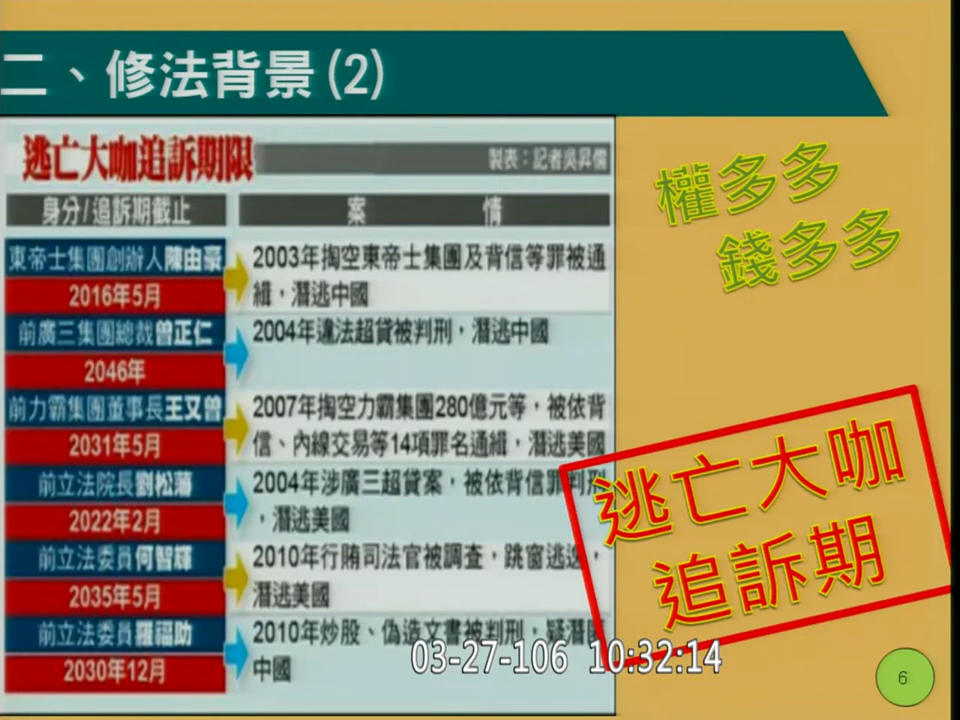 二、修法背景(2)
逃亡大咖追訴期限
製表：記者吳昇儒
身分/追訴期截止
案情
東帝士集團創辦人陳由豪
2016年5月
2003年掏空東帝士集團及背信等罪被通
緝，潛逃中國
前廣三集團總裁曾正仁
2046年
2004年違法超貸被判刑，潛逃中國
前力霸集團董事長王又曾
2031年5月
2007年掏空力霸集團280億元等，被依背
信、內線交易等14項罪名通緝，潛逃美國
前立法院長劉松藩
2022年2月
2004年涉廣三超貸案，被依背信罪判刑
，潛逃美國
前立法委員何智輝
2035年5月
2010年行賄司法官被調查，跳窗逃逸，
潛逃美國
前立法委員羅福助
2030年12月
2010年炒股、偽造文書被判刑，疑潛匿
中國
權多多
錢多多
逃亡大咖
追訴期
03-27-106 10:32:14
6